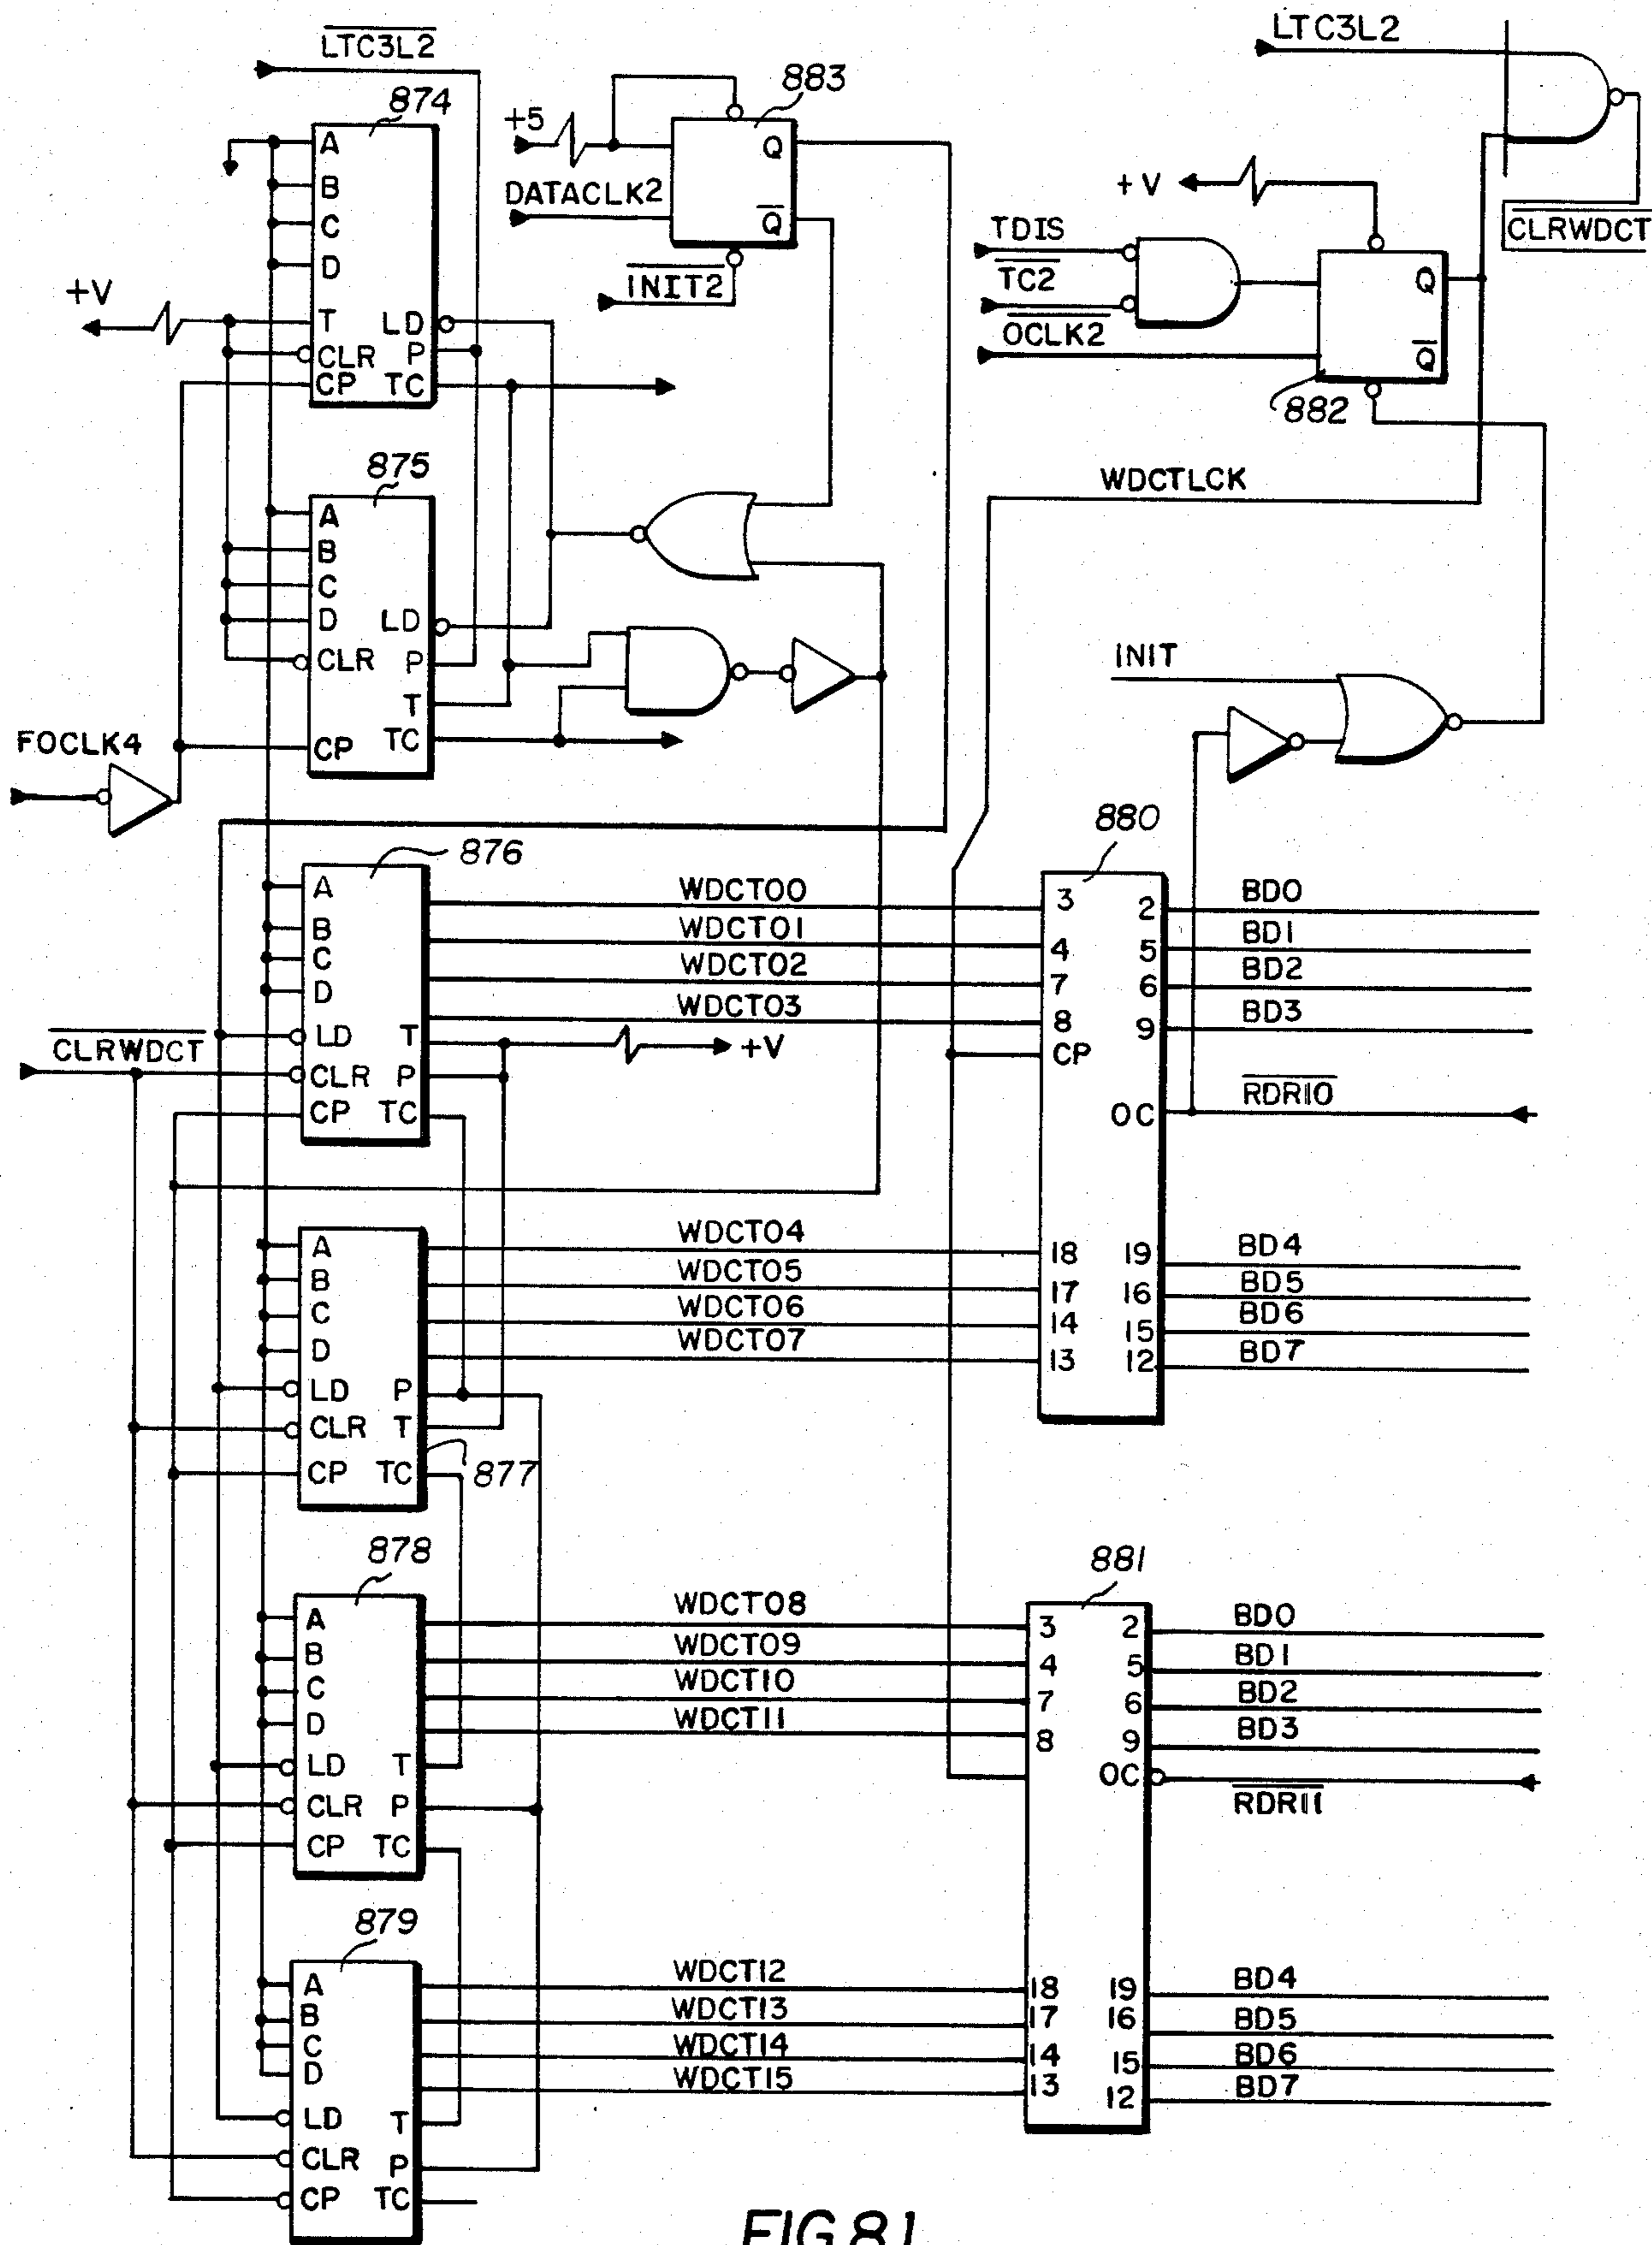 LTC3L2
LTC3L2
874
883
+5
A
B
C
D
Q
DATACLK2
Q
INIT2
+V
TDIS
TC2
OCLK2
Q
Q
882
CLRWDCT
+V
T
CLR
CP
LD
P
TC
875
A
B
C
D
CLR
CP
LD
P
T
TC
WDCTLCK
INIT
FOCLK4
876
880
A
B
C
D
LD
CLR
CP
T
P
TC
WDCT00
WDCT01
WDCT02
WDCT03
+V
3
4
7
8
CP
2
5
6
9
OC
BD0
BD1
BD2
BD3
RDR10
CLRWDCT
A
B
C
D
LD
CLR
CP
P
T
TC
877
WDCT04
WDCT05
WDCT06
WDCT07
18
17
14
13
19
16
15
12
BD4
BD5
BD6
BD7
878
881
A
B
C
D
LD
CLR
CP
T
P
TC
WDCT08
WDCT09
WDCT10
WDCT11
3
4
7
8
2
5
6
9
OC
BD0
BD1
BD2
BD3
RDR11
879
A
B
C
D
LD
CLR
CP
T
P
TC
WDCT12
WDCT13
WDCT14
WDCT15
18
17
14
13
19
16
15
12
BD4
BD5
BD6
BD7
FIG.81